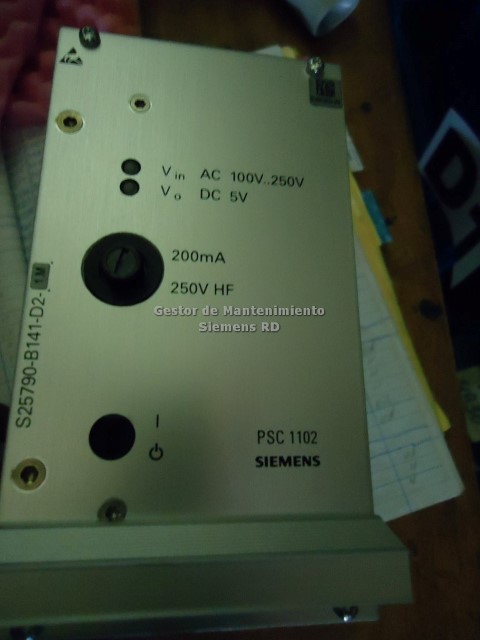 V in AC 100V..250V
V o DC 5V
200mA
250V HF
Gestor de Mantenimiento
Siemens RD
S25790-B141-D2- 1M
I
PSC 1102
SIEMENS